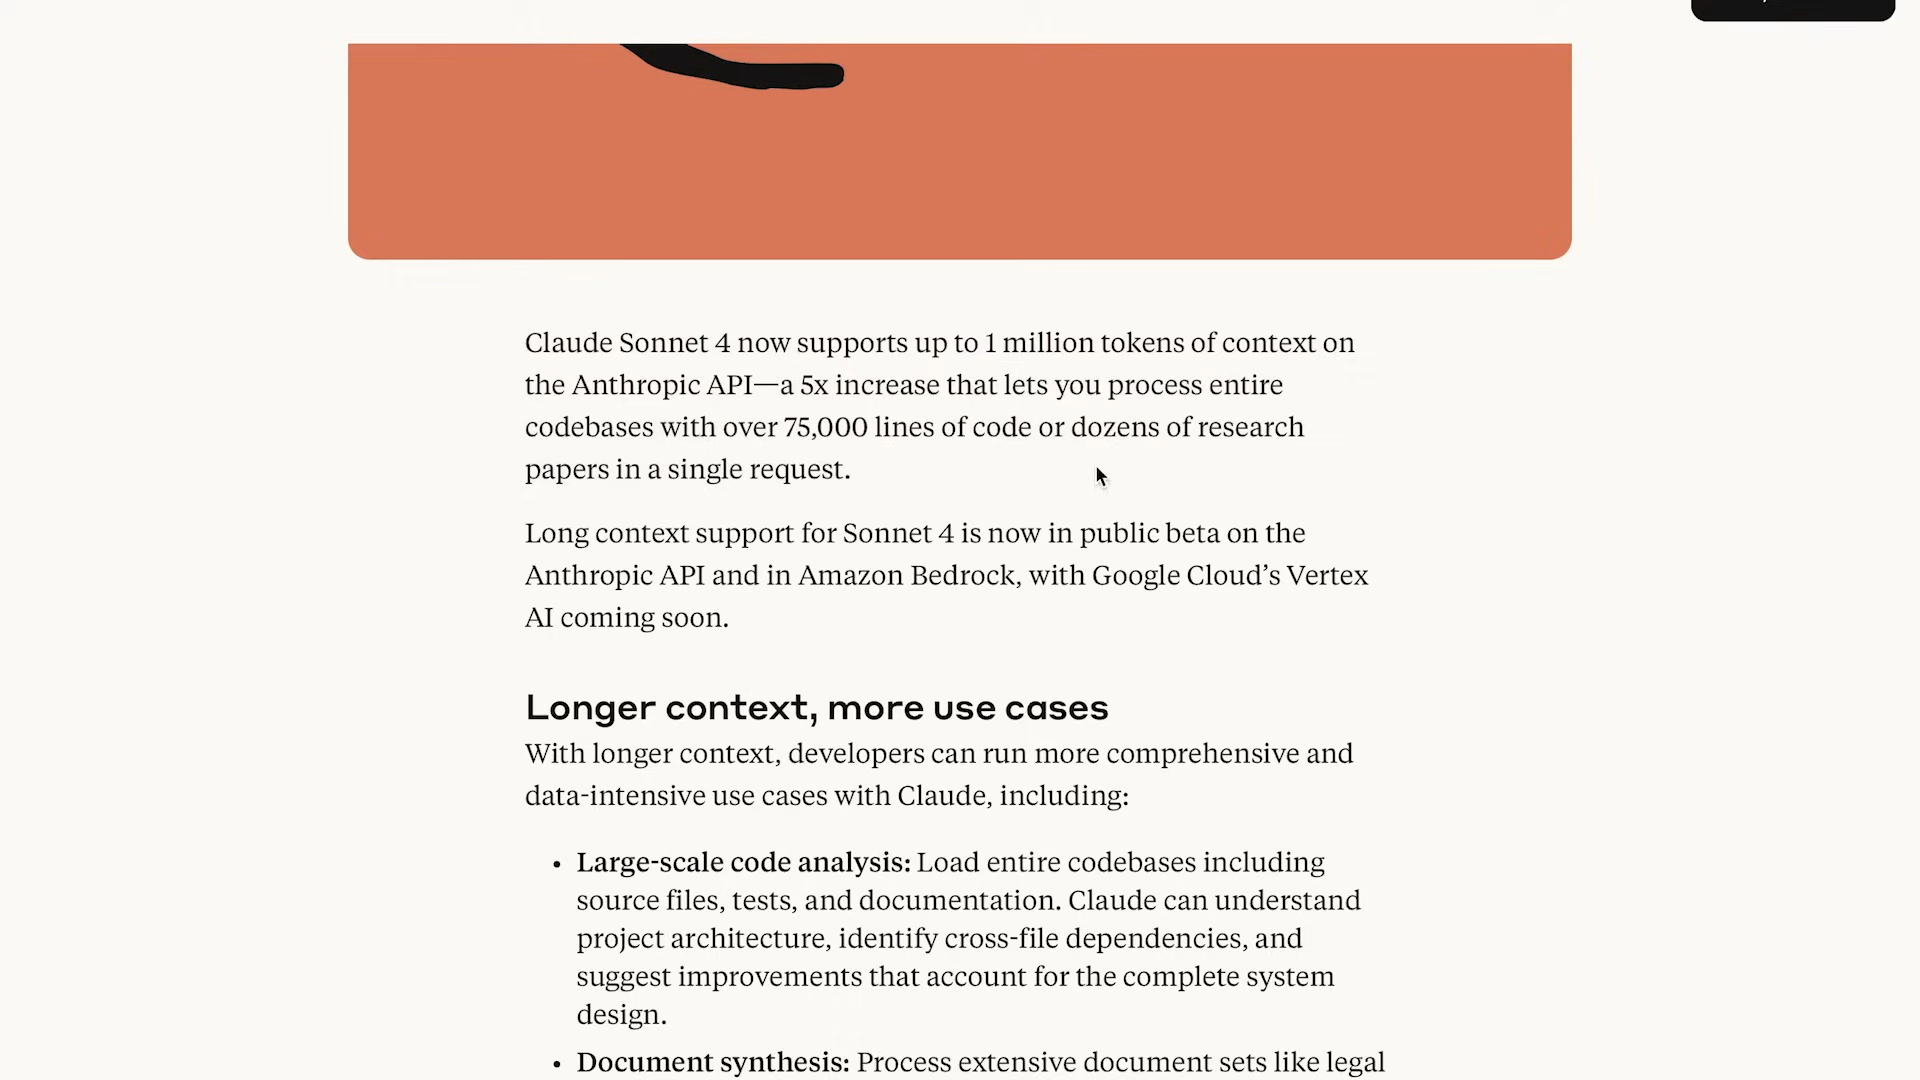 Claude Sonnet 4 now supports up to 1 million tokens of context on
the Anthropic API—a 5x increase that lets you process entire
codebases with over 75,000 lines of code or dozens of research
papers in a single request.
Long context support for Sonnet 4 is now in public beta on the
Anthropic API and in Amazon Bedrock, with Google Cloud’s Vertex
AI coming soon.
Longer context, more use cases
With longer context, developers can run more comprehensive and
data-intensive use cases with Claude, including:
• Large-scale code analysis: Load entire codebases including
source files, tests, and documentation. Claude can understand
project architecture, identify cross-file dependencies, and
suggest improvements that account for the complete system
design.
• Document synthesis: Process extensive document sets like legal